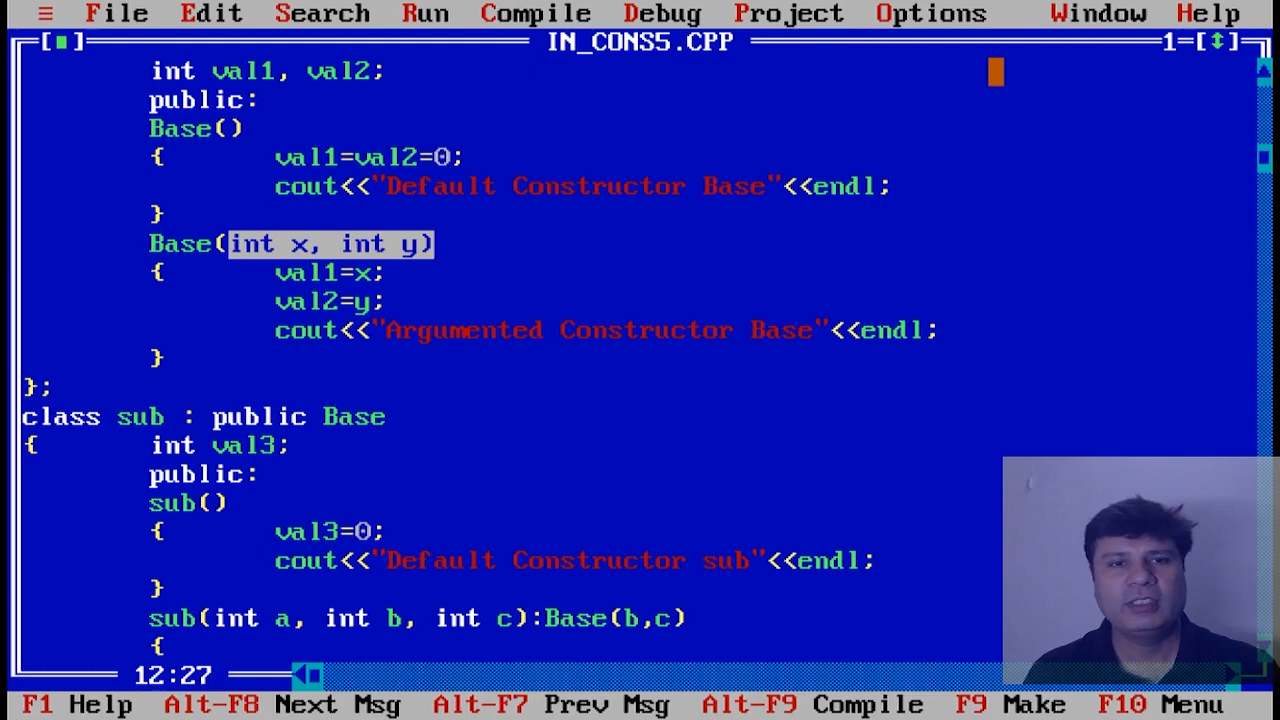 ≡ File Edit Search Run Compile Debug Project Options Window Help
[■] IN_CONS5.CPP 1=[↕]
int val1, val2;
public:
Base()
{ val1=val2=0;
cout<<"Default Constructor Base"<<endl;
}
Base(int x, int y)
{ val1=x;
val2=y;
cout<<"Argumented Constructor Base"<<endl;
}
};
class sub : public Base
{ int val3;
public:
sub()
{ val3=0;
cout<<"Default Constructor sub"<<endl;
}
sub(int a, int b, int c):Base(b,c)
{
12:27
F1 Help Alt-F8 Next Msg Alt-F7 Prev Msg Alt-F9 Compile F9 Make F10 Menu